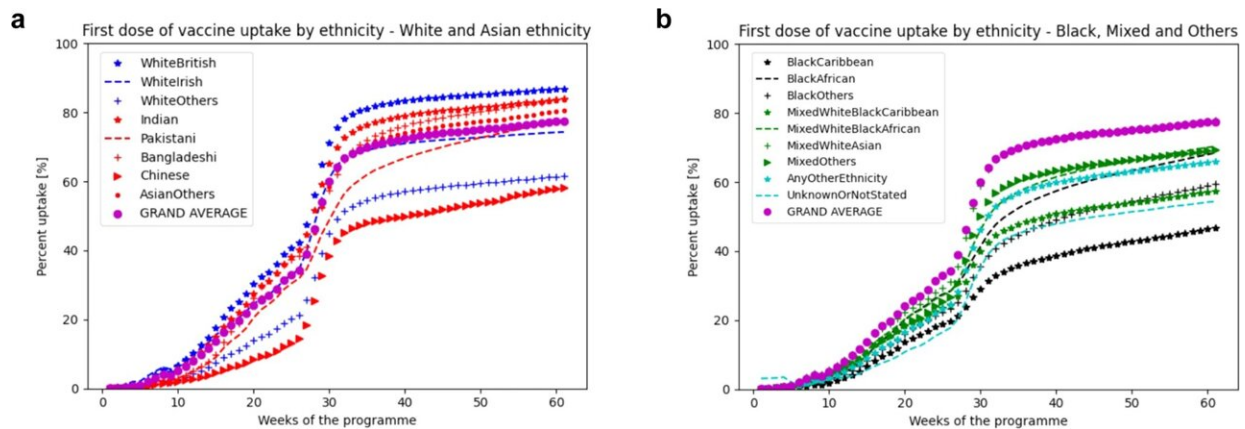 a
First dose of vaccine uptake by ethnicity - White and Asian ethnicity
Percent uptake [%]
100
80
60
40
20
0
WhiteBritish
WhiteIrish
WhiteOthers
Indian
Pakistani
Bangladeshi
Chinese
AsianOthers
GRAND AVERAGE
0 10 20 30 40 50 60
Weeks of the programme
b
First dose of vaccine uptake by ethnicity - Black, Mixed and Others
Percent uptake [%]
100
80
60
40
20
0
BlackCaribbean
BlackAfrican
BlackOthers
MixedWhiteBlackCaribbean
MixedWhiteBlackAfrican
MixedWhiteAsian
MixedOthers
AnyOtherEthnicity
UnknownOrNotStated
GRAND AVERAGE
0 10 20 30 40 50 60
Weeks of the programme